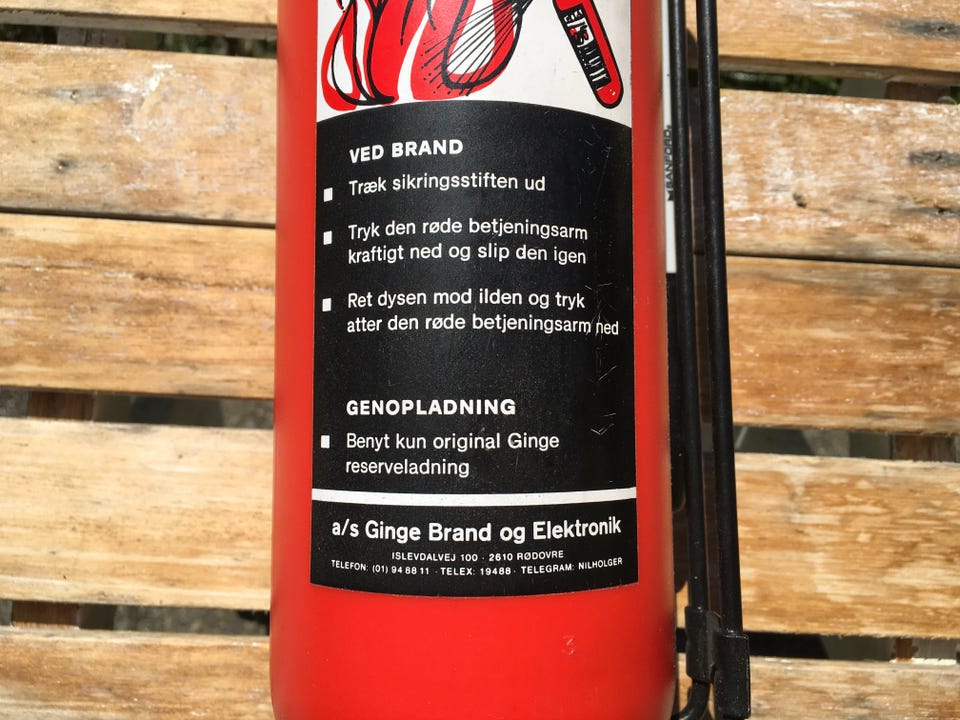 VED BRAND
Træk sikringsstiften ud
Tryk den røde betjeningsarm
kraftigt ned og slip den igen
Ret dysen mod ilden og tryk
atter den røde betjeningsarm ned
GENOPLADNING
Benyt kun original Ginge
reserveladning
a/s Ginge Brand og Elektronik
ISLEVDALVEJ 100 · 2610 RØDOVRE
TELEFON: (01) 94 88 11 · TELEX: 19488 · TELEGRAM: NILHOLGER